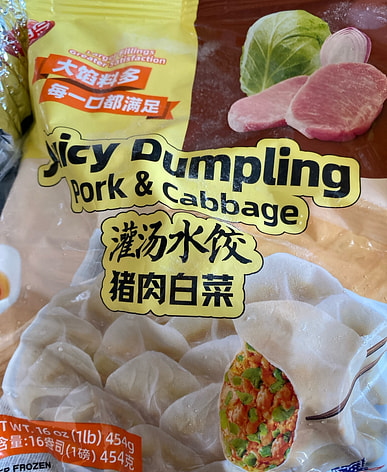 Large Fillings
Greater Satisfaction
大馅料多
每一口都满足
Juicy Dumpling
Pork & Cabbage
灌汤水饺
猪肉白菜
WT. 16 oz (1lb) 454g
含量:16安司(1磅) 454克
FROZEN